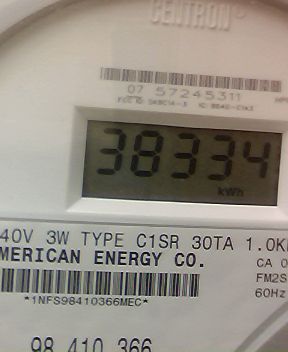 CENTRON®
07 57245311
38334
kWh
40V 3W TYPE C1SR 30TA 1.0K
MERICAN ENERGY CO.
CA 0
FM2S
*1NFS98410366MEC*
60Hz
98 410 366